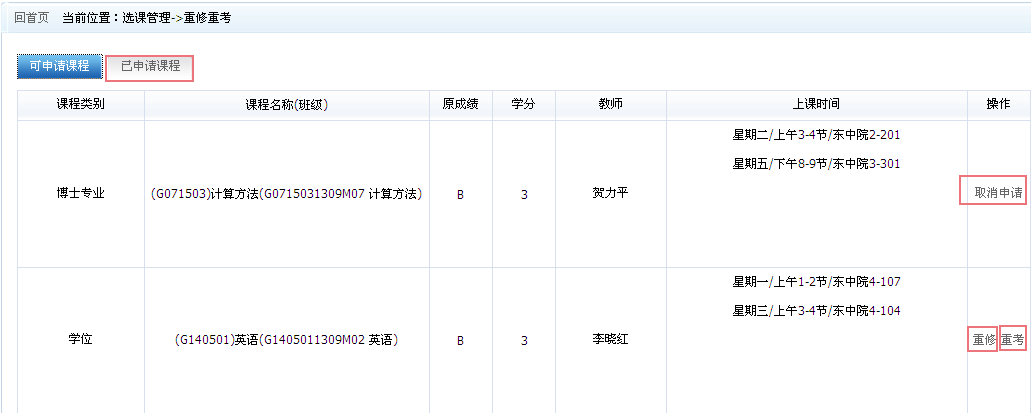 回首页 当前位置：选课管理->重修重考
可申请课程 已申请课程
课程类别 课程名称(班级) 原成绩 学分 教师 上课时间 操作
星期二/上午3-4节/东中院2-201
星期五/下午8-9节/东中院3-301
博士专业 (G071503)计算方法(G0715031309M07 计算方法) B 3 贺力平 取消申请
星期一/上午1-2节/东中院4-107
星期三/上午3-4节/东中院4-104
学位 (G140501)英语(G1405011309M02 英语) B 3 李晓红 重修 重考